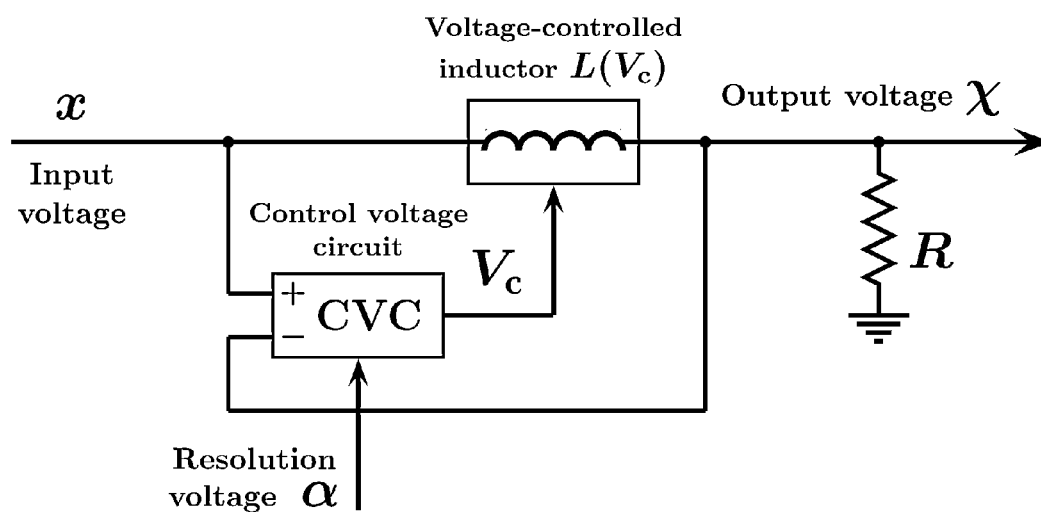 Voltage-controlled
inductor L(Vc)
x
Output voltage χ
Input
voltage
Control voltage
circuit
Vc
R
+
CVC
−
Resolution
voltage α